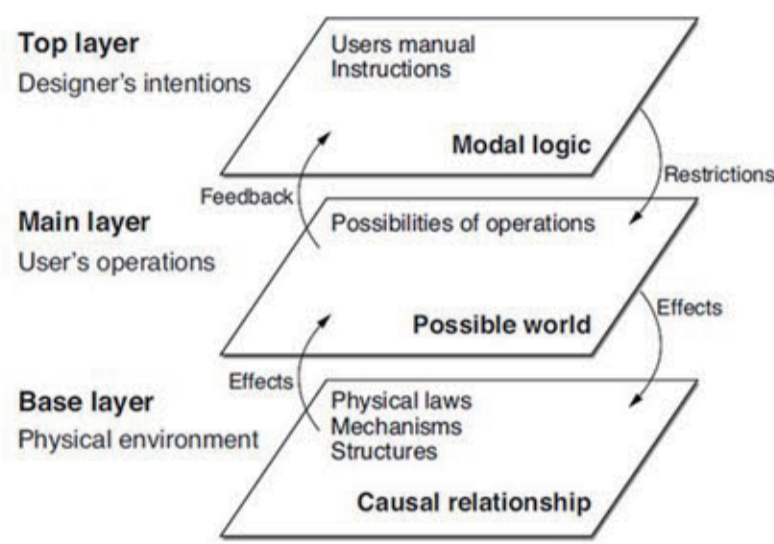 Top layer
Designer's intentions
Users manual
Instructions
Modal logic
Feedback
Restrictions
Main layer
User's operations
Possibilities of operations
Possible world
Effects
Effects
Base layer
Physical environment
Physical laws
Mechanisms
Structures
Causal relationship